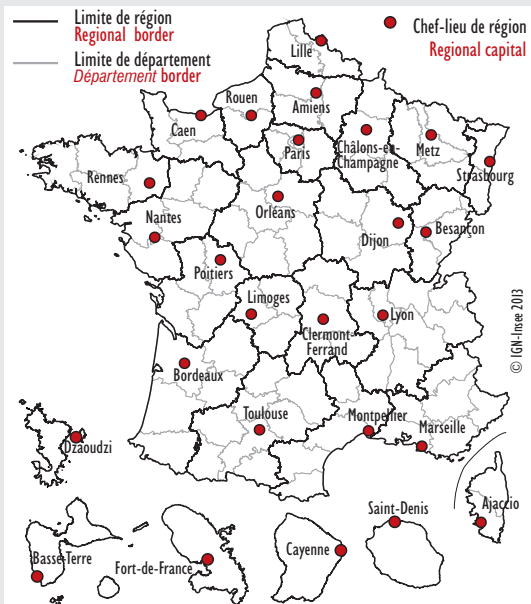 Limite de région
Regional border
Limite de département
Département border
Chef-lieu de région
Regional capital
Lille
Rouen
Amiens
Caen
Paris
Châlons-en-
Champagne
Metz
Strasbourg
Rennes
Orléans
Nantes
Dijon
Besançon
Poitiers
Limoges
Clermont-
Ferrand
Lyon
Bordeaux
Toulouse
Montpellier
Marseille
Dzaoudzi
Saint-Denis
Ajaccio
Basse-Terre
Fort-de-France
Cayenne
© IGN-Insee 2013